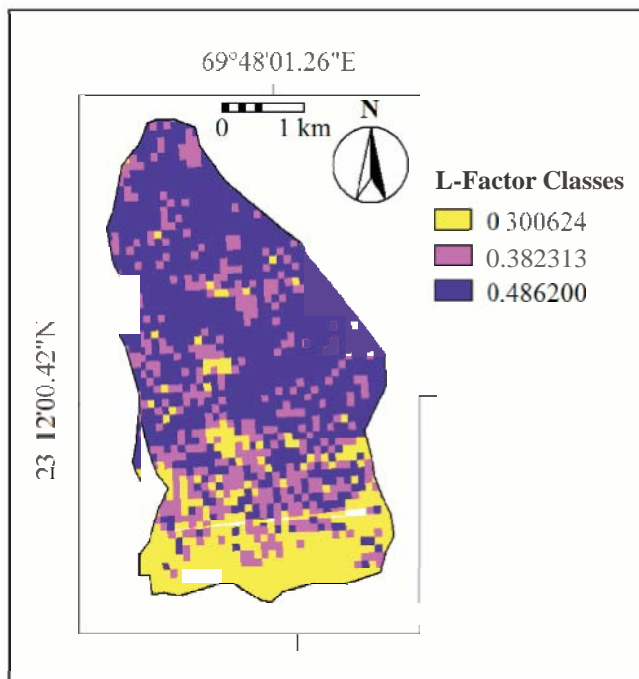 69°48'01.26"E
0 1 km
N
23 12'00.42"N
L-Factor Classes
0 300624
0.382313
0.486200